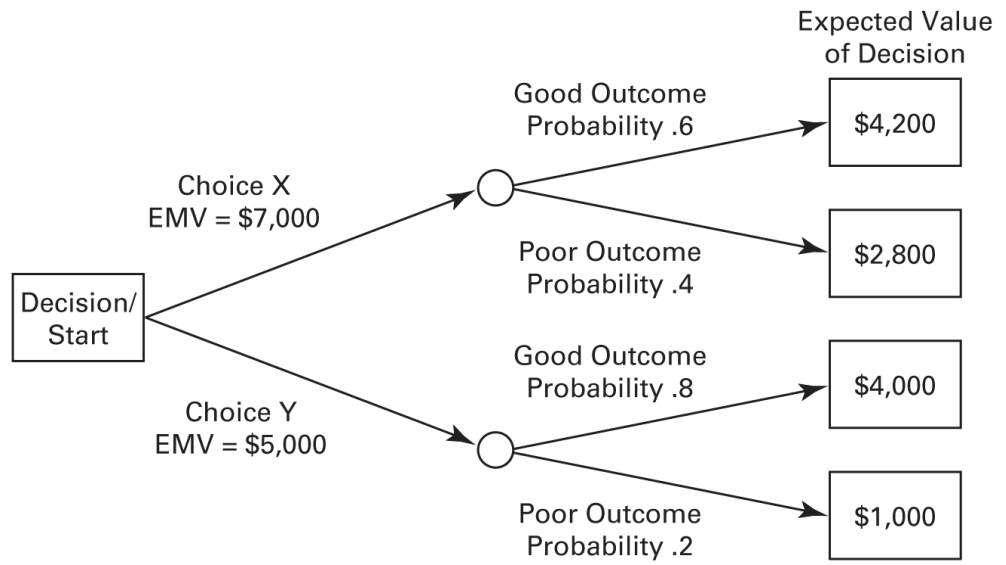 Expected Value
of Decision
Good Outcome
Probability .6
$4,200
Choice X
EMV = $7,000
Poor Outcome
Probability .4
$2,800
Decision/
Start
Good Outcome
Probability .8
$4,000
Choice Y
EMV = $5,000
Poor Outcome
Probability .2
$1,000